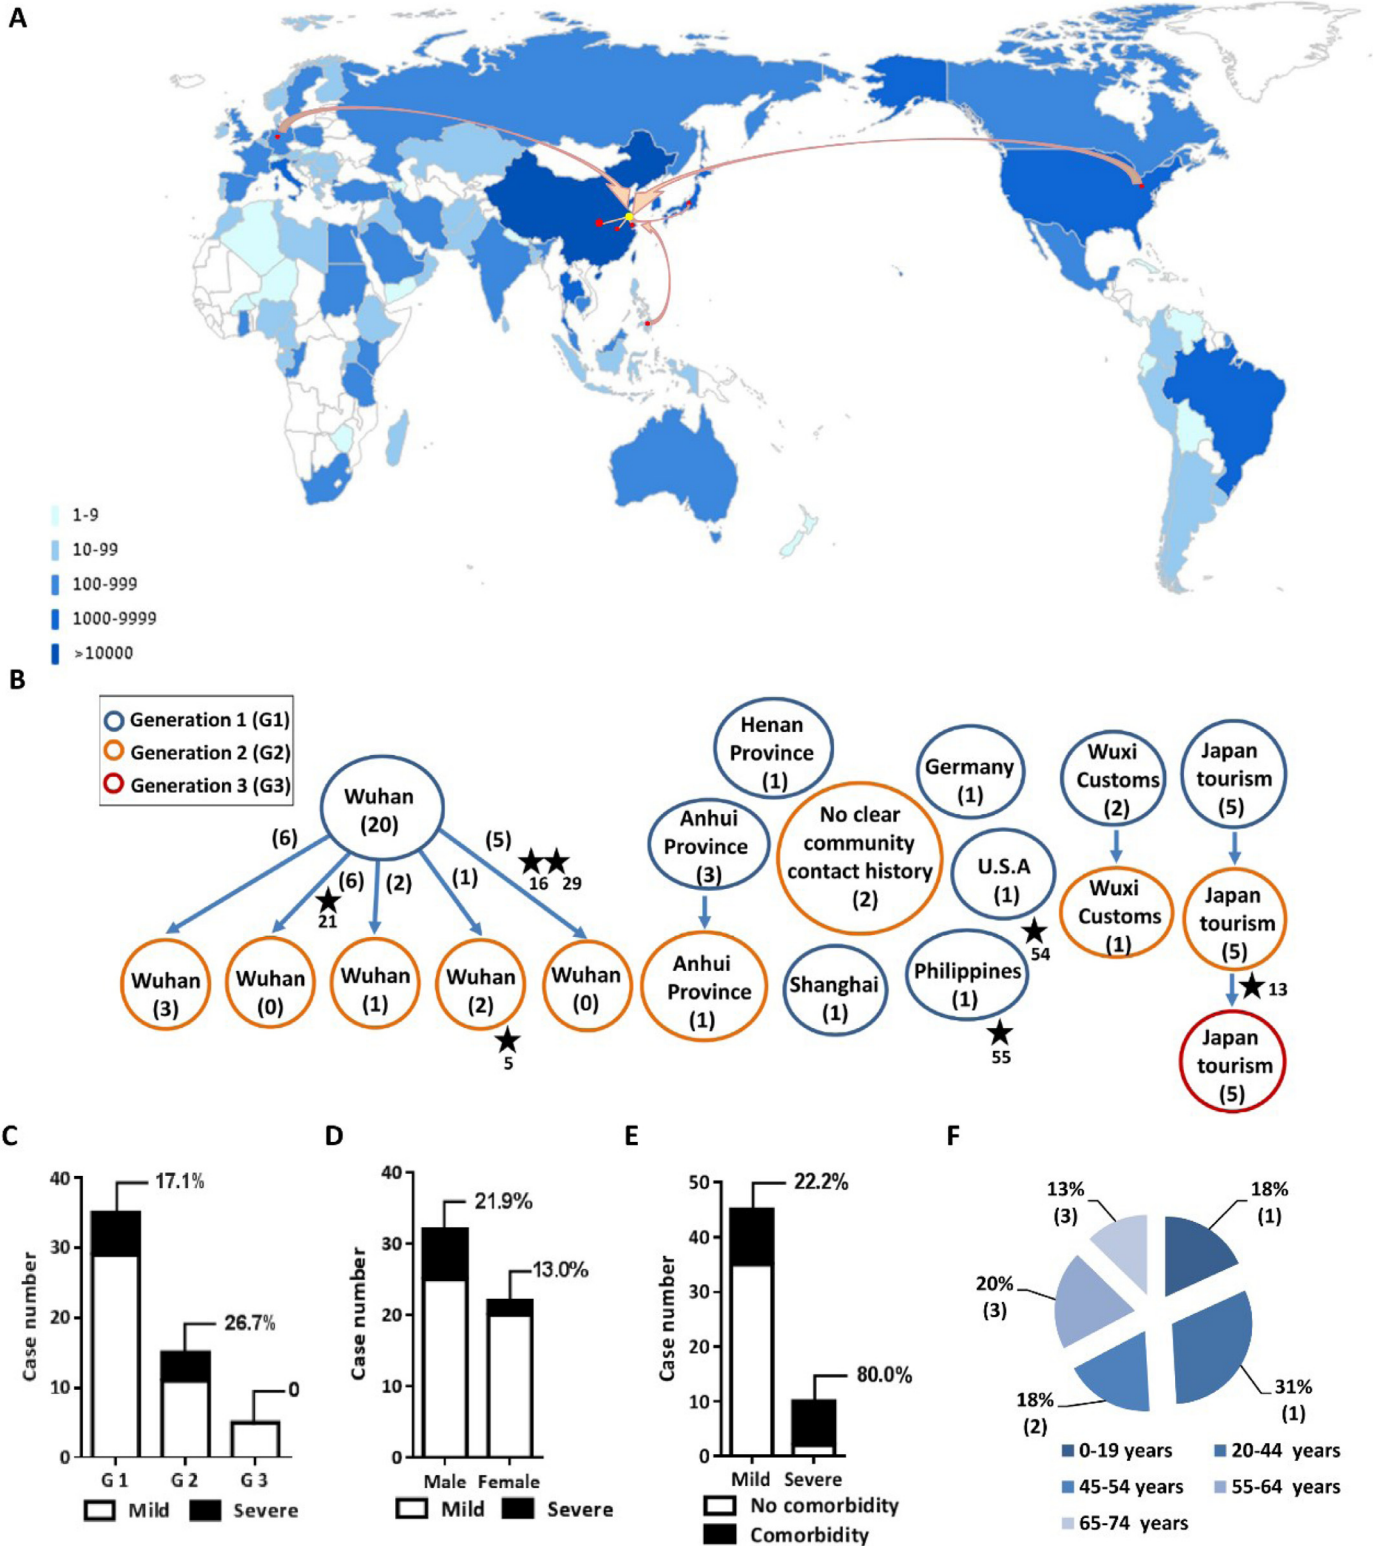 A
1-9
10-99
100-999
1000-9999
>10000
B
Generation 1 (G1)
Generation 2 (G2)
Generation 3 (G3)
Wuhan
(20)
(6)
(6)
(2)
(1)
(5)
21
16
29
Wuhan
(3)
Wuhan
(0)
Wuhan
(1)
Wuhan
(2)
5
Wuhan
(0)
Henan
Province
(1)
Anhui
Province
(3)
Anhui
Province
(1)
No clear
community
contact history
(2)
Shanghai
(1)
Germany
(1)
U.S.A
(1)
54
Philippines
(1)
55
Wuxi
Customs
(2)
Wuxi
Customs
(1)
Japan
tourism
(5)
Japan
tourism
(5)
13
Japan
tourism
(5)
C
Case number
40
30
20
10
0
17.1%
26.7%
0
G 1
G 2
G 3
Mild
Severe
D
Case number
40
30
20
10
0
21.9%
13.0%
Male
Female
Mild
Severe
E
Case number
50
40
30
20
10
0
22.2%
80.0%
Mild
Severe
No comorbidity
Comorbidity
F
13%
(3)
18%
(1)
20%
(3)
18%
(2)
31%
(1)
0-19 years
20-44 years
45-54 years
55-64 years
65-74 years